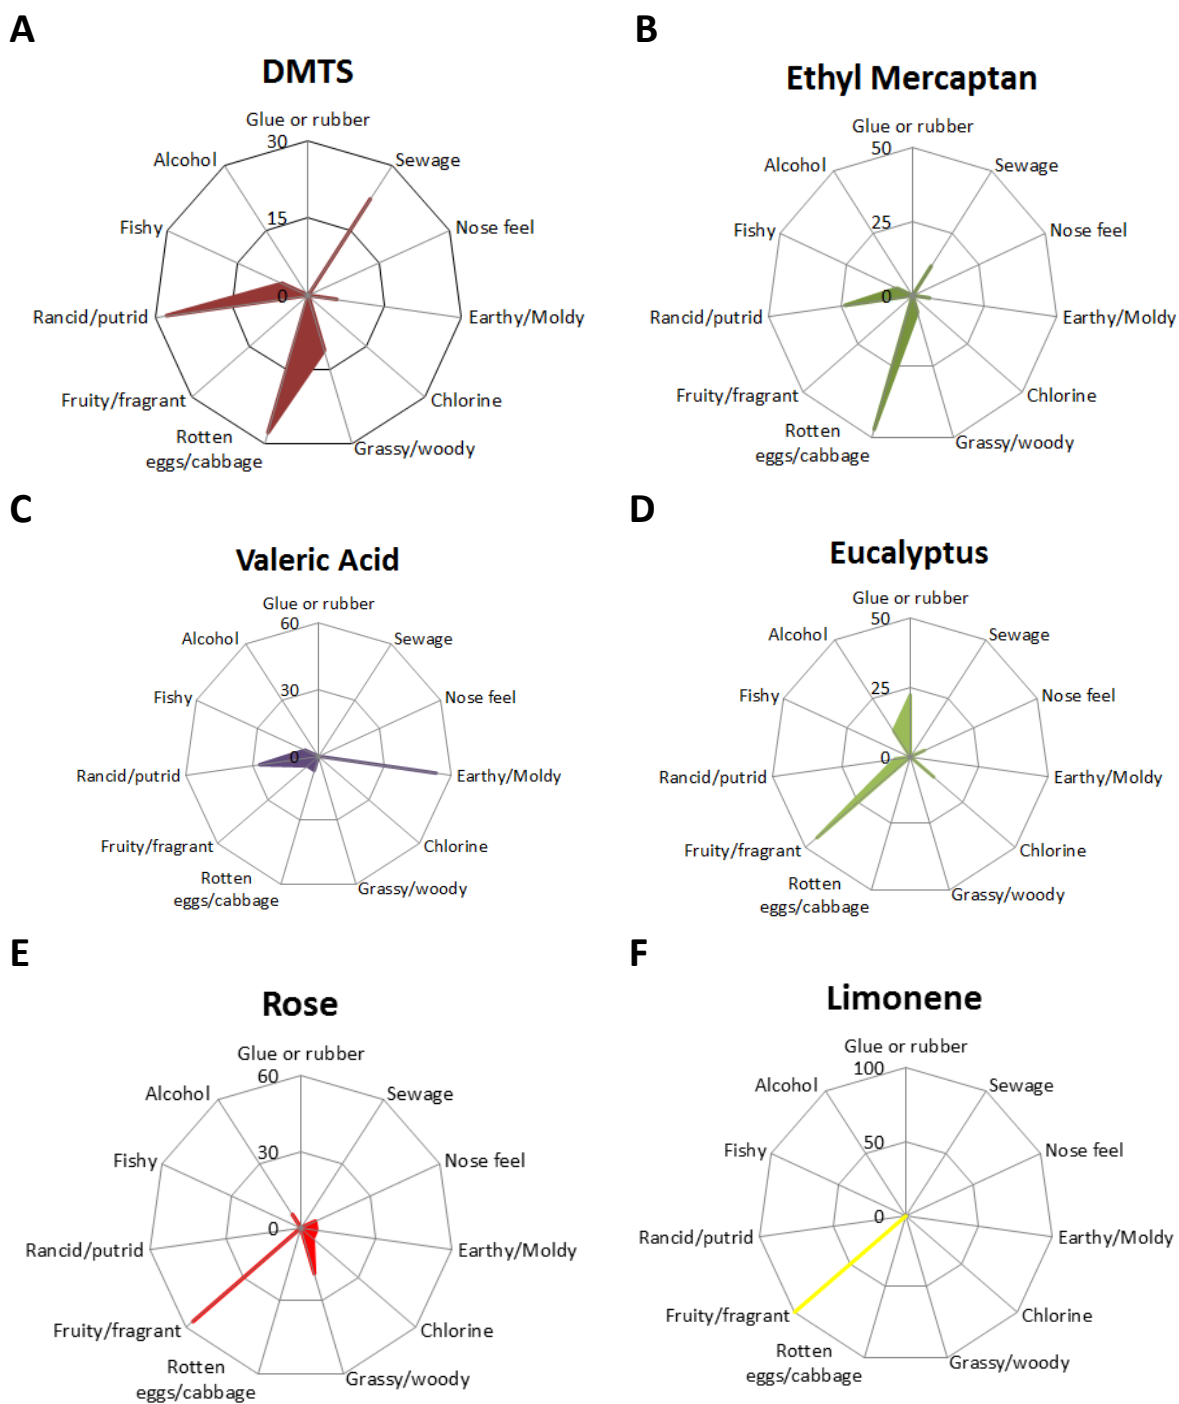 A
DMTS
Glue or rubber
30
Alcohol
Sewage
15
Fishy
Nose feel
0
Rancid/putrid
Earthy/Moldy
Fruity/fragrant
Chlorine
Rotten
eggs/cabbage
Grassy/woody
B
Ethyl Mercaptan
Glue or rubber
50
Alcohol
Sewage
25
Fishy
Nose feel
0
Rancid/putrid
Earthy/Moldy
Fruity/fragrant
Chlorine
Rotten
eggs/cabbage
Grassy/woody
C
Valeric Acid
Glue or rubber
60
Alcohol
Sewage
30
Fishy
Nose feel
0
Rancid/putrid
Earthy/Moldy
Fruity/fragrant
Chlorine
Rotten
eggs/cabbage
Grassy/woody
D
Eucalyptus
Glue or rubber
50
Alcohol
Sewage
25
Fishy
Nose feel
0
Rancid/putrid
Earthy/Moldy
Fruity/fragrant
Chlorine
Rotten
eggs/cabbage
Grassy/woody
E
Rose
Glue or rubber
60
Alcohol
Sewage
30
Fishy
Nose feel
0
Rancid/putrid
Earthy/Moldy
Fruity/fragrant
Chlorine
Rotten
eggs/cabbage
Grassy/woody
F
Limonene
Glue or rubber
100
Alcohol
Sewage
50
Fishy
Nose feel
0
Rancid/putrid
Earthy/Moldy
Fruity/fragrant
Chlorine
Rotten
eggs/cabbage
Grassy/woody